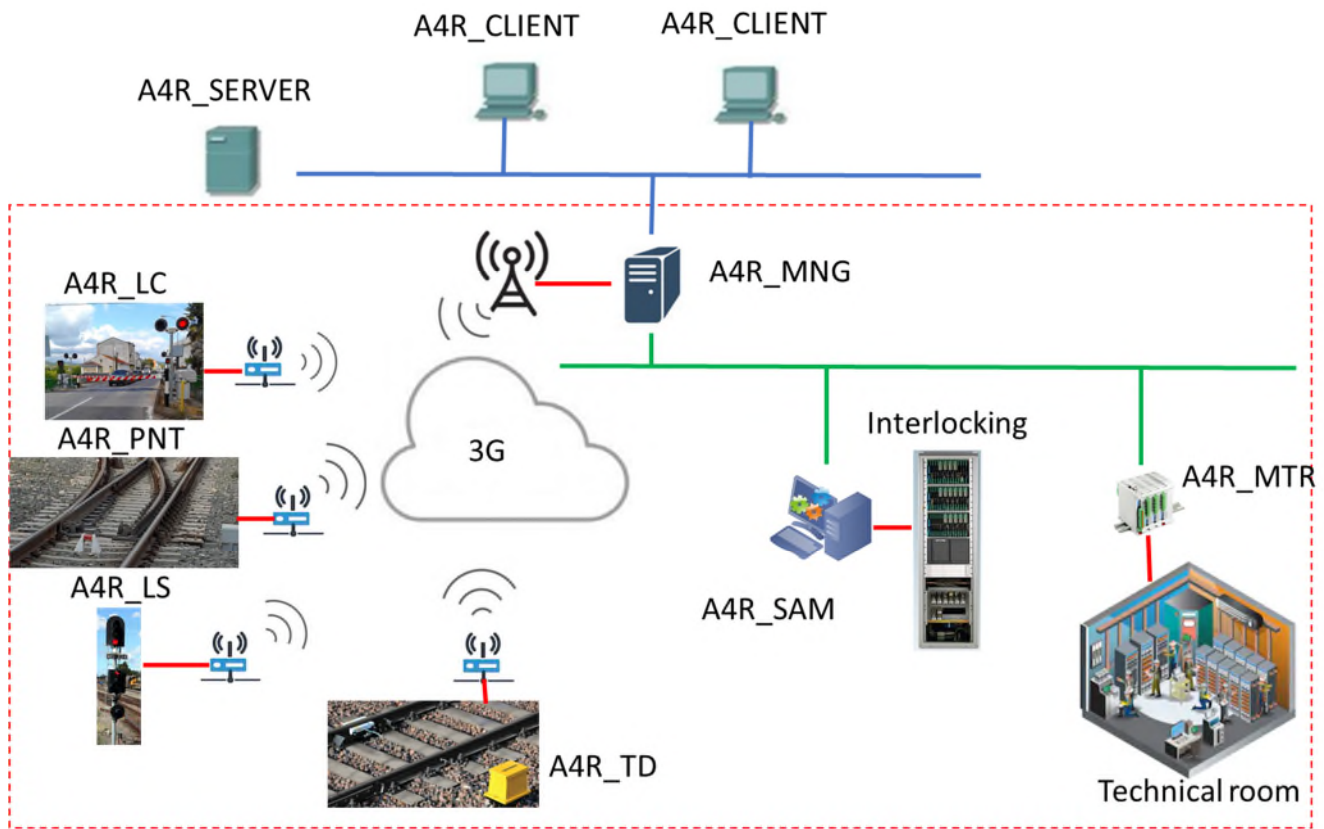 A4R_CLIENT
A4R_CLIENT
A4R_SERVER
A4R_MNG
A4R_LC
A4R_PNT
3G
Interlocking
A4R_MTR
A4R_LS
A4R_SAM
A4R_TD
Technical room